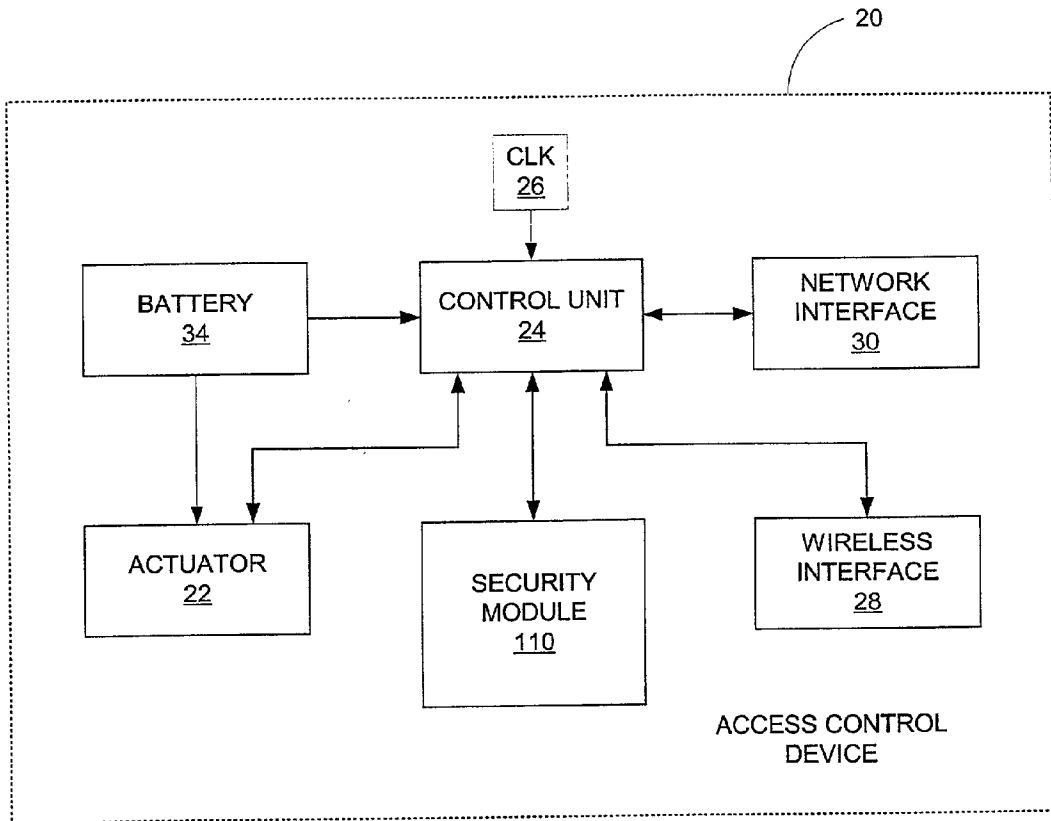 20
CLK
26
BATTERY
34
CONTROL UNIT
24
NETWORK
INTERFACE
30
ACTUATOR
22
SECURITY
MODULE
110
WIRELESS
INTERFACE
28
ACCESS CONTROL
DEVICE